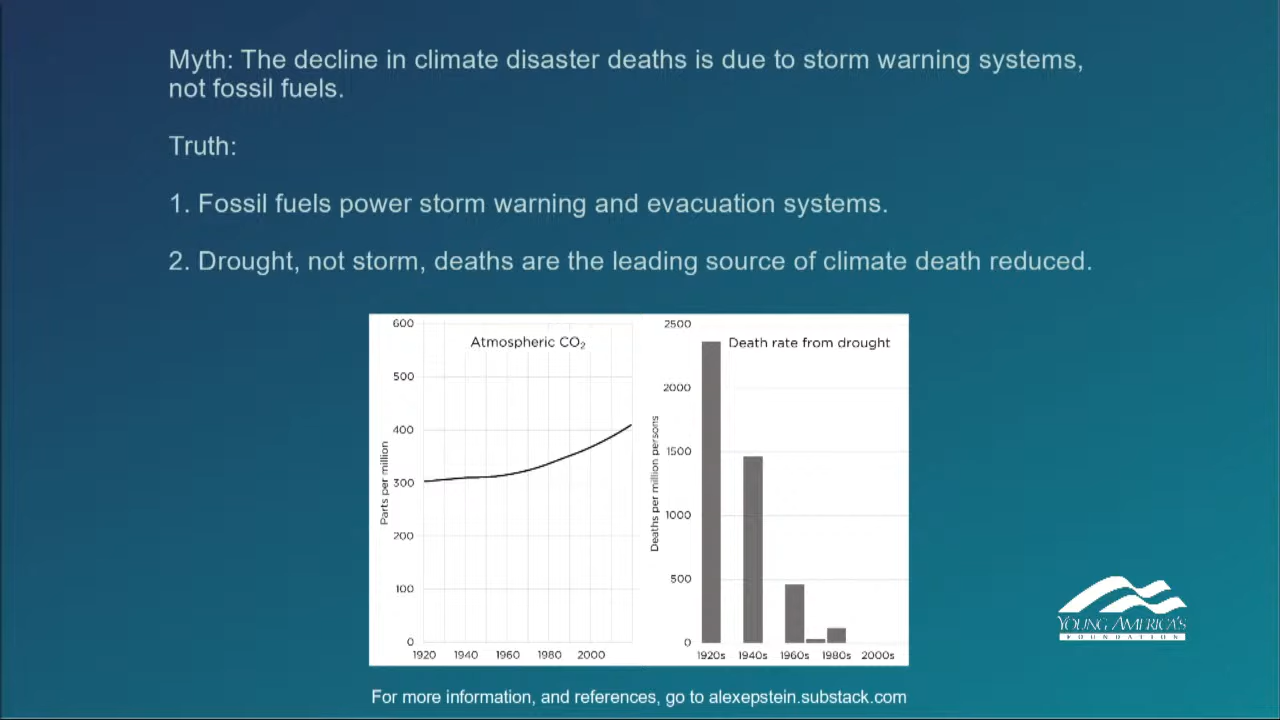 Myth: The decline in climate disaster deaths is due to storm warning systems,
not fossil fuels.
Truth:
1. Fossil fuels power storm warning and evacuation systems.
2. Drought, not storm, deaths are the leading source of climate death reduced.
Atmospheric CO₂
Parts per million
600
500
400
300
200
100
0
1920 1940 1960 1980 2000
Death rate from drought
Deaths per million persons
2500
2000
1500
1000
500
0
1920s 1940s 1960s 1980s 2000s
YOUNG AMERICA'S
FOUNDATION
For more information, and references, go to alexepstein.substack.com